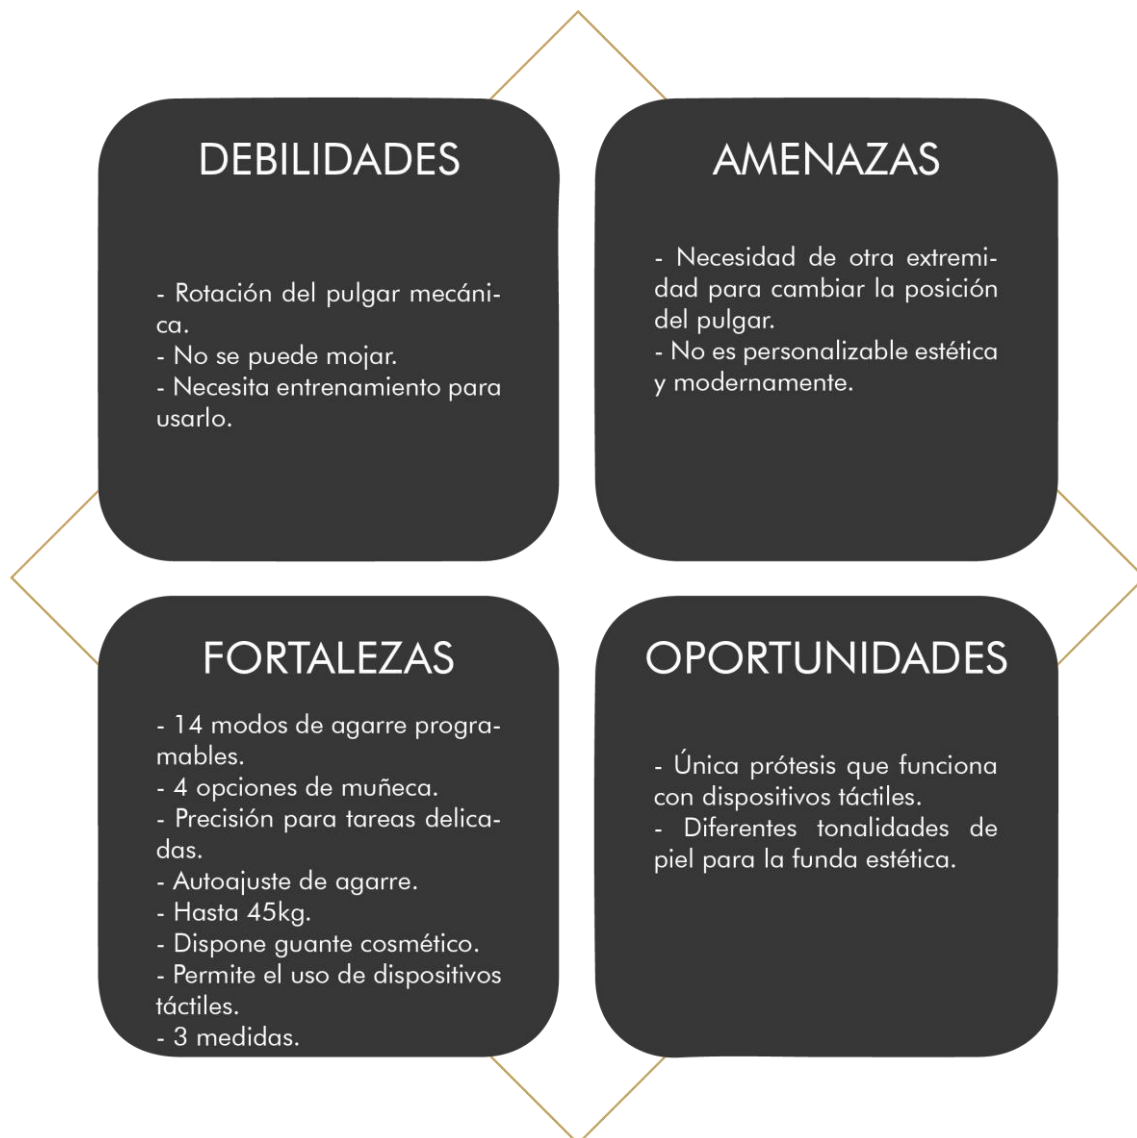 DEBILIDADES
- Rotación del pulgar mecáni-
ca.
- No se puede mojar.
- Necesita entrenamiento para
usarlo.
AMENAZAS
- Necesidad de otra extremi-
dad para cambiar la posición
del pulgar.
- No es personalizable estética
y modernamente.
FORTALEZAS
- 14 modos de agarre progra-
mables.
- 4 opciones de muñeca.
- Precisión para tareas delica-
das.
- Autoajuste de agarre.
- Hasta 45kg.
- Dispone guante cosmético.
- Permite el uso de dispositivos
táctiles.
- 3 medidas.
OPORTUNIDADES
- Única prótesis que funciona
con dispositivos táctiles.
- Diferentes tonalidades de
piel para la funda estética.